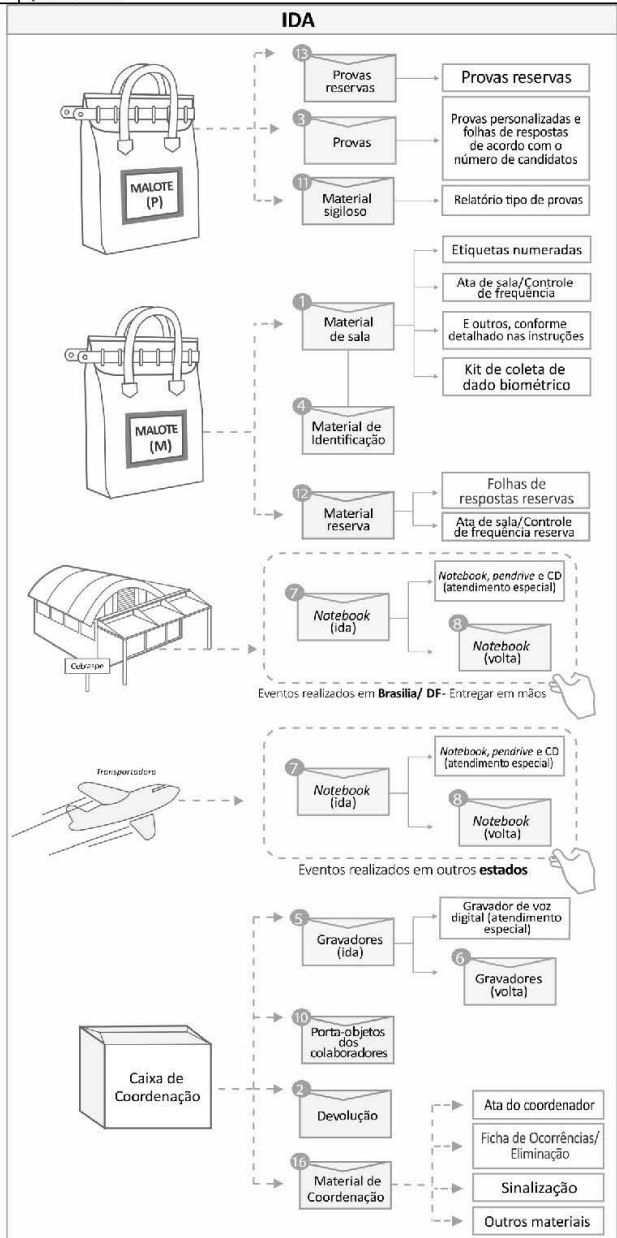 IDA
MALOTE
(P)
13
Provas
reservas
Provas reservas
3
Provas
Provas personalizadas e
folhas de respostas
de acordo com o
número de candidatos
11
Material
sigiloso
Relatório tipo de provas
MALOTE
(M)
1
Material
de sala
Etiquetas numeradas
Ata de sala/Controle
de frequência
E outros, conforme
detalhado nas instruções
Kit de coleta de
dado biométrico
4
Material de
Identificação
12
Material
reserva
Folhas de
respostas reservas
Ata de sala/Controle
de frequência reserva
Cebraspe
7
Notebook
(ida)
Notebook, pendrive e CD
(atendimento especial)
8
Notebook
(volta)
Eventos realizados em Brasilia/ DF- Entregar em mãos
Transportadora
7
Notebook
(ida)
Notebook, pendrive e CD
(atendimento especial)
8
Notebook
(volta)
Eventos realizados em outros estados
Caixa de
Coordenação
5
Gravadores
(ida)
Gravador de voz
digital (atendimento
especial)
6
Gravadores
(volta)
10
Porta-objetos
dos
colaboradores
2
Devolução
16
Material de
Coordenação
Ata do coordenador
Ficha de Ocorrências/
Eliminação
Sinalização
Outros materiais